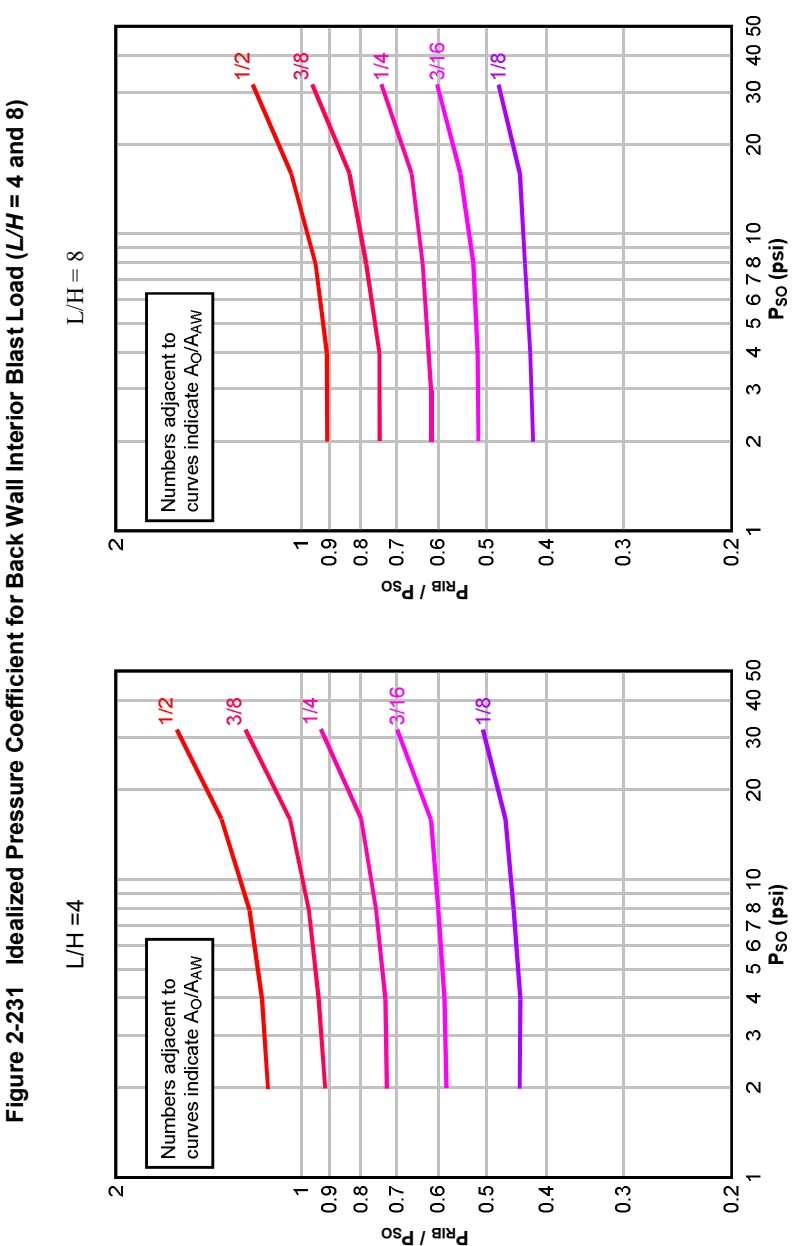 Figure 2-231 Idealized Pressure Coefficient for Back Wall Interior Blast Load (L/H = 4 and 8)
L/H =4
Numbers adjacent to
curves indicate AO/AAW
1/2
3/8
1/4
3/16
1/8
2
1
0.9
0.8
0.7
0.6
0.5
0.4
0.3
0.2
PRIB / PSO
1 2 3 4 5 6 7 8 10 20 30 40 50
PSO (psi)
L/H = 8
Numbers adjacent to
curves indicate AO/AAW
1/2
3/8
1/4
3/16
1/8
2
1
0.9
0.8
0.7
0.6
0.5
0.4
0.3
0.2
PRIB / PSO
1 2 3 4 5 6 7 8 10 20 30 40 50
PSO (psi)